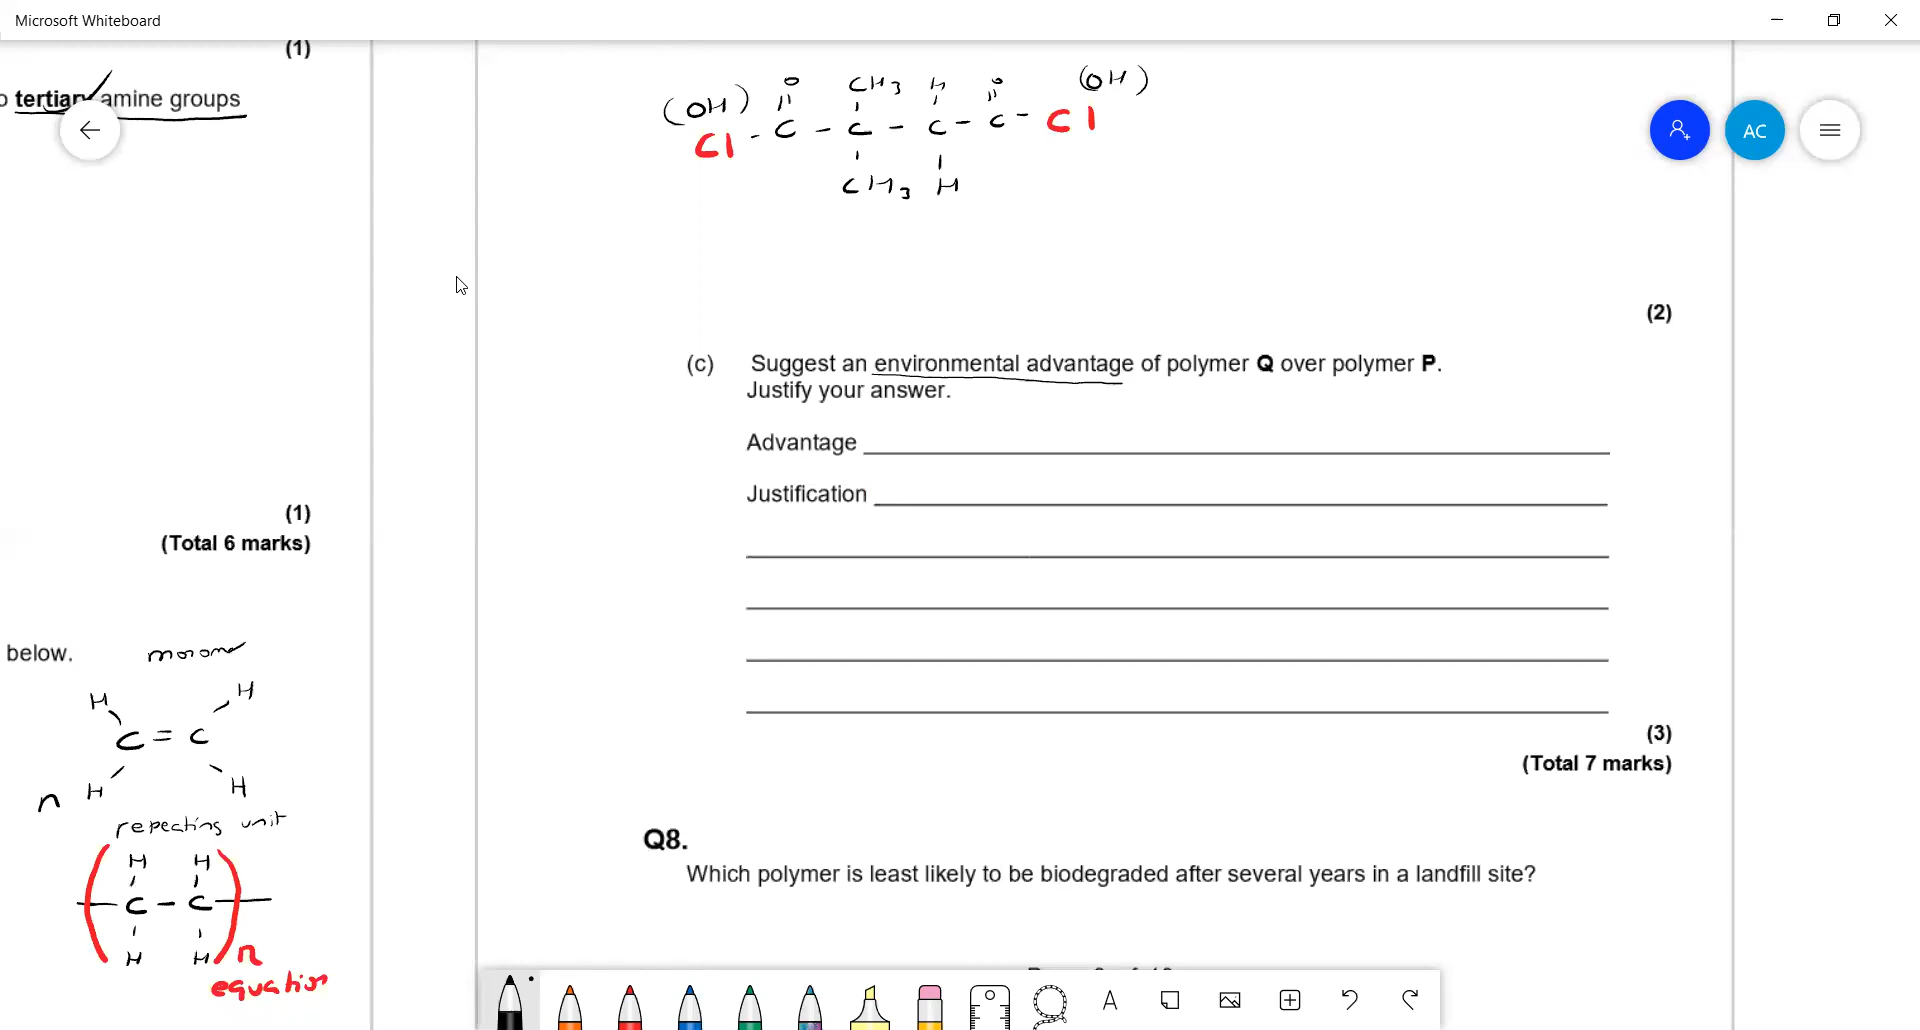 Microsoft Whiteboard
(1)
o tertiary amine groups
(1)
(Total 6 marks)
below.
H H
C = C
n H H
repeating unit
H H
C - C
H H n
equation
(OH) O CH3 H O (OH)
Cl - C - C - C - C - Cl
CH3 H
(2)
(c) Suggest an environmental advantage of polymer Q over polymer P.
Justify your answer.
Advantage
Justification
(3)
(Total 7 marks)
Q8.
Which polymer is least likely to be biodegraded after several years in a landfill site?
AC
A